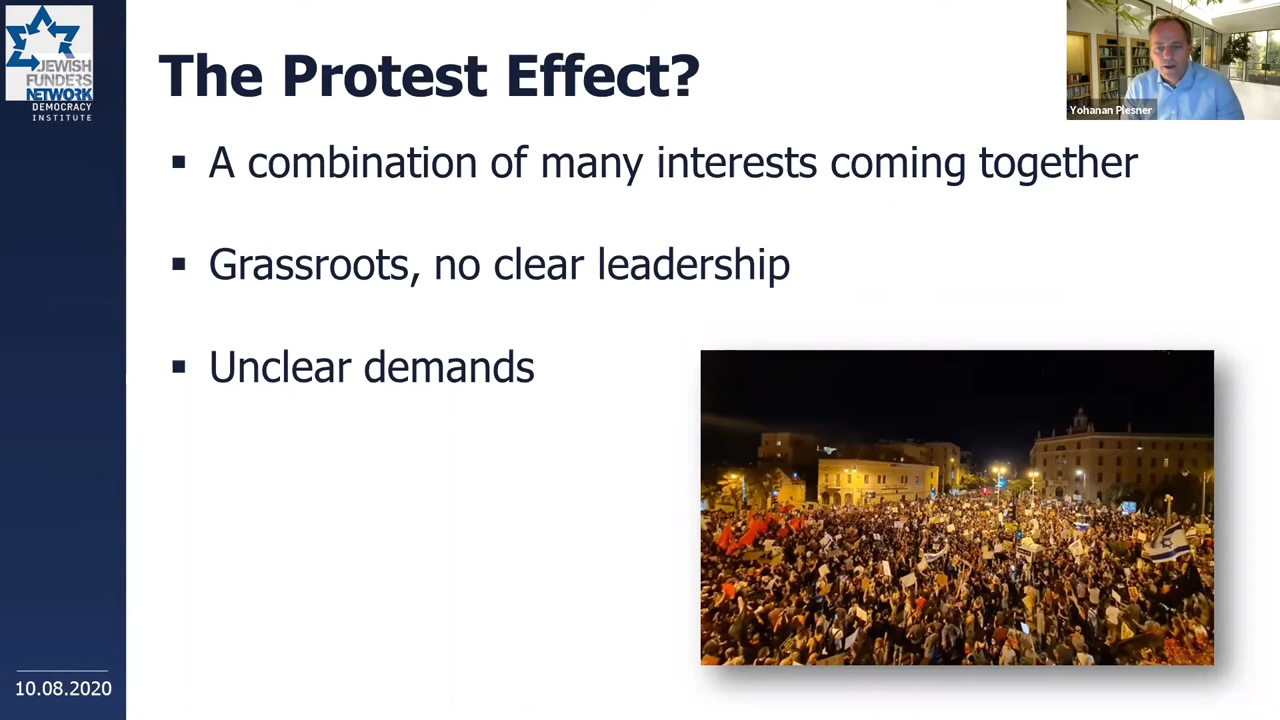 JEWISH
FUNDERS
NETWORK
DEMOCRACY
INSTITUTE
The Protest Effect?
Yohanan Plesner
▪ A combination of many interests coming together
▪ Grassroots, no clear leadership
▪ Unclear demands
10.08.2020